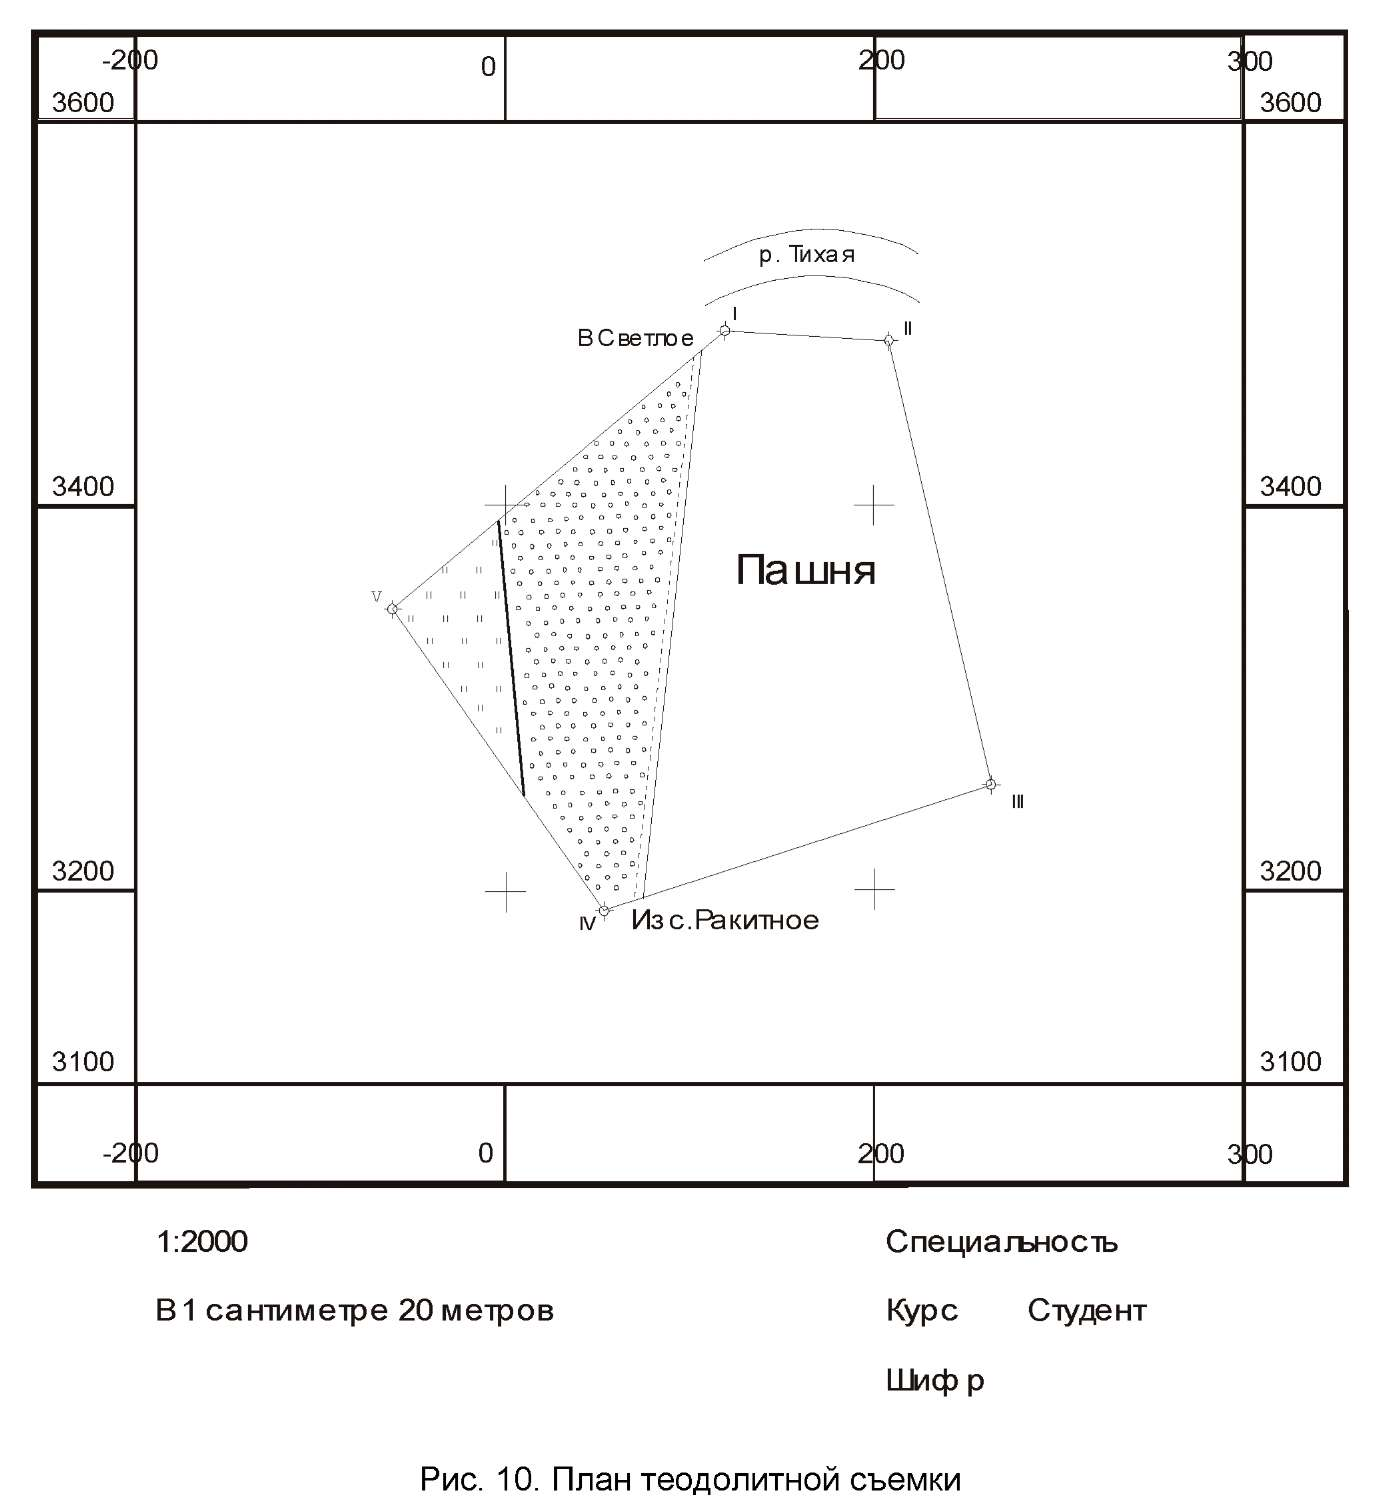 -200 0 200 300
3600 3600
р. Тихая
I
II
В Светлое
3400 3400
Пашня
V
III
3200 3200
IV
Из с. Ракитное
3100 3100
-200 0 200 300
1:2000 Специальность
В 1 сантиметре 20 метров Курс Студент
Шифр
Рис. 10. План теодолитной съемки